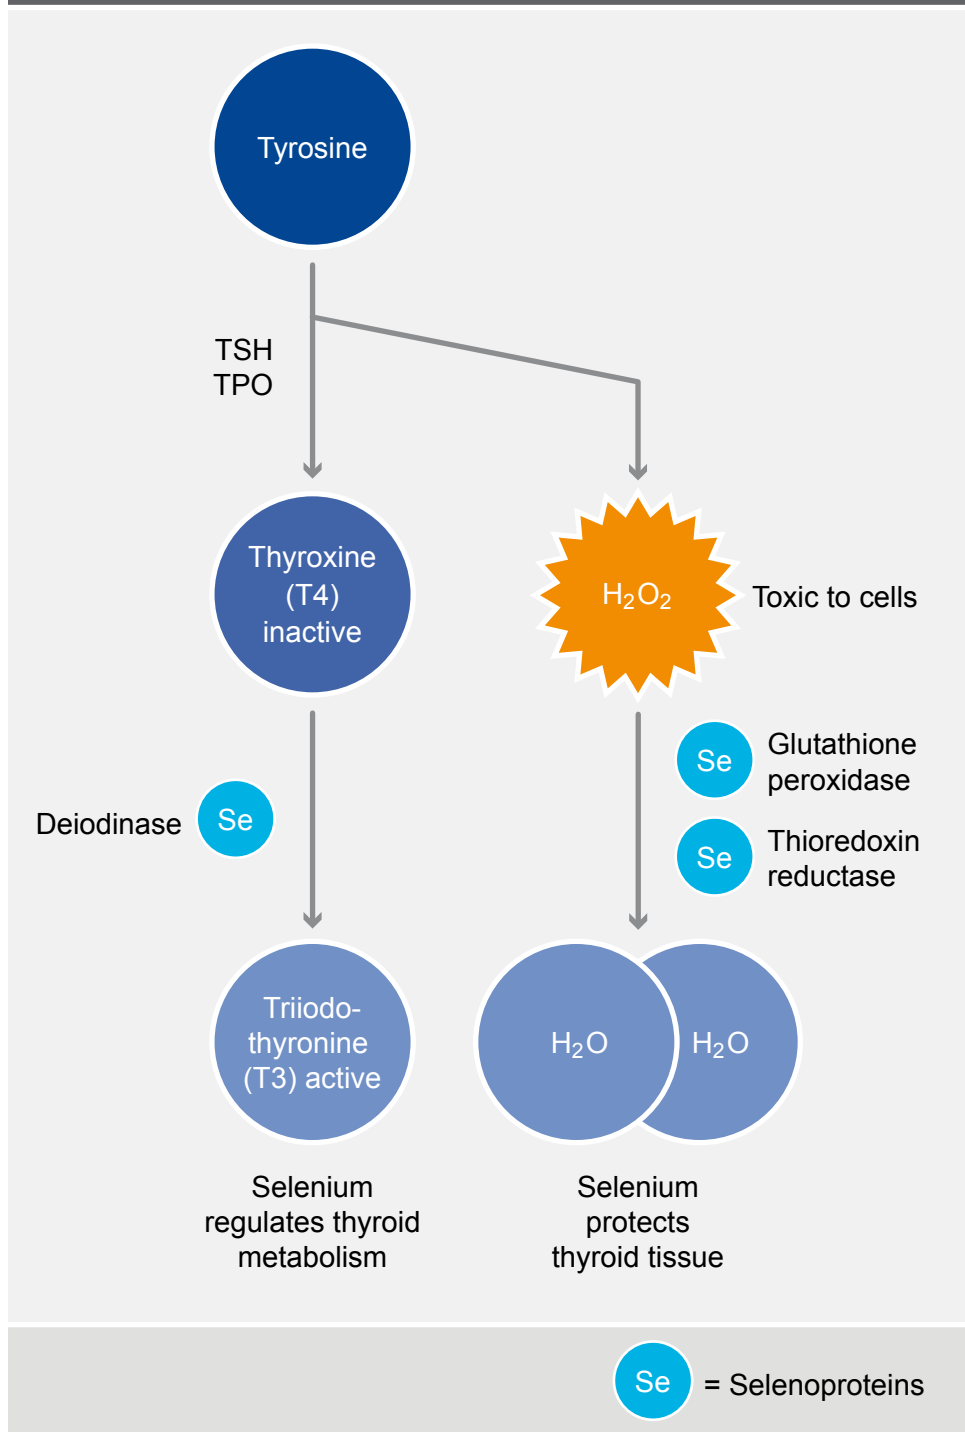 Tyrosine
TSH
TPO
Thyroxine
(T4)
inactive
H₂O₂
Toxic to cells
Se
Glutathione
peroxidase
Deiodinase
Se
Se
Thioredoxin
reductase
Triiodo-
thyronine
(T3) active
H₂O
H₂O
Selenium
regulates thyroid
metabolism
Selenium
protects
thyroid tissue
Se
= Selenoproteins